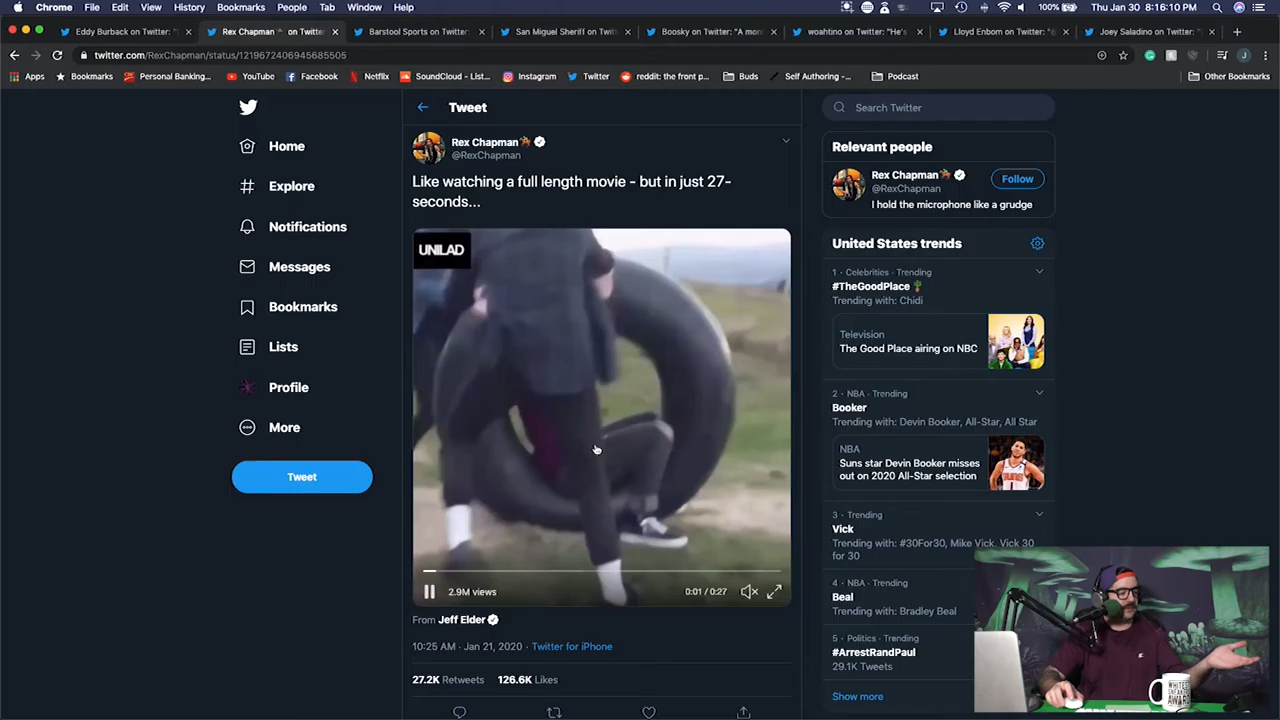 Chrome File Edit View History Bookmarks People Tab Window Help
100% Thu Jan 30 8:16:10 PM
Eddy Burback on Twitter: "
Rex Chapman on Twitte
Barstool Sports on Twitter: "
San Miguel Sheriff on Twitt
Boosky on Twitter: "A mor
woahtino on Twitter: "He's
Lloyd Enbom on Twitter: "
Joey Saladino on Twitter: "
twitter.com/RexChapman/status/1219672406945685505
J
Apps Bookmarks Personal Banking... YouTube Facebook Netflix SoundCloud - List... Instagram Twitter reddit: the front p... Buds Self Authoring -... Podcast Other Bookmarks
Home
Explore
Notifications
Messages
Bookmarks
Lists
Profile
More
Tweet
Tweet
Rex Chapman
@RexChapman
Like watching a full length movie - but in just 27-
seconds...
UNILAD
2.9M views
0:01 / 0:27
From Jeff Elder
10:25 AM · Jan 21, 2020 · Twitter for iPhone
27.2K Retweets 126.6K Likes
Search Twitter
Relevant people
Rex Chapman
@RexChapman
Follow
I hold the microphone like a grudge
United States trends
1 · Celebrities · Trending
#TheGoodPlace
Trending with: Chidi
Television
The Good Place airing on NBC
2 · NBA · Trending
Booker
Trending with: Devin Booker, All-Star, All Star
NBA
Suns star Devin Booker misses
out on 2020 All-Star selection
3 · Trending
Vick
Trending with: #30For30, Mike Vick, Vick 30
for 30
4 · NBA · Trending
Beal
Trending with: Bradley Beal
5 · Politics · Trending
#ArrestRandPaul
29.1K Tweets
Show more